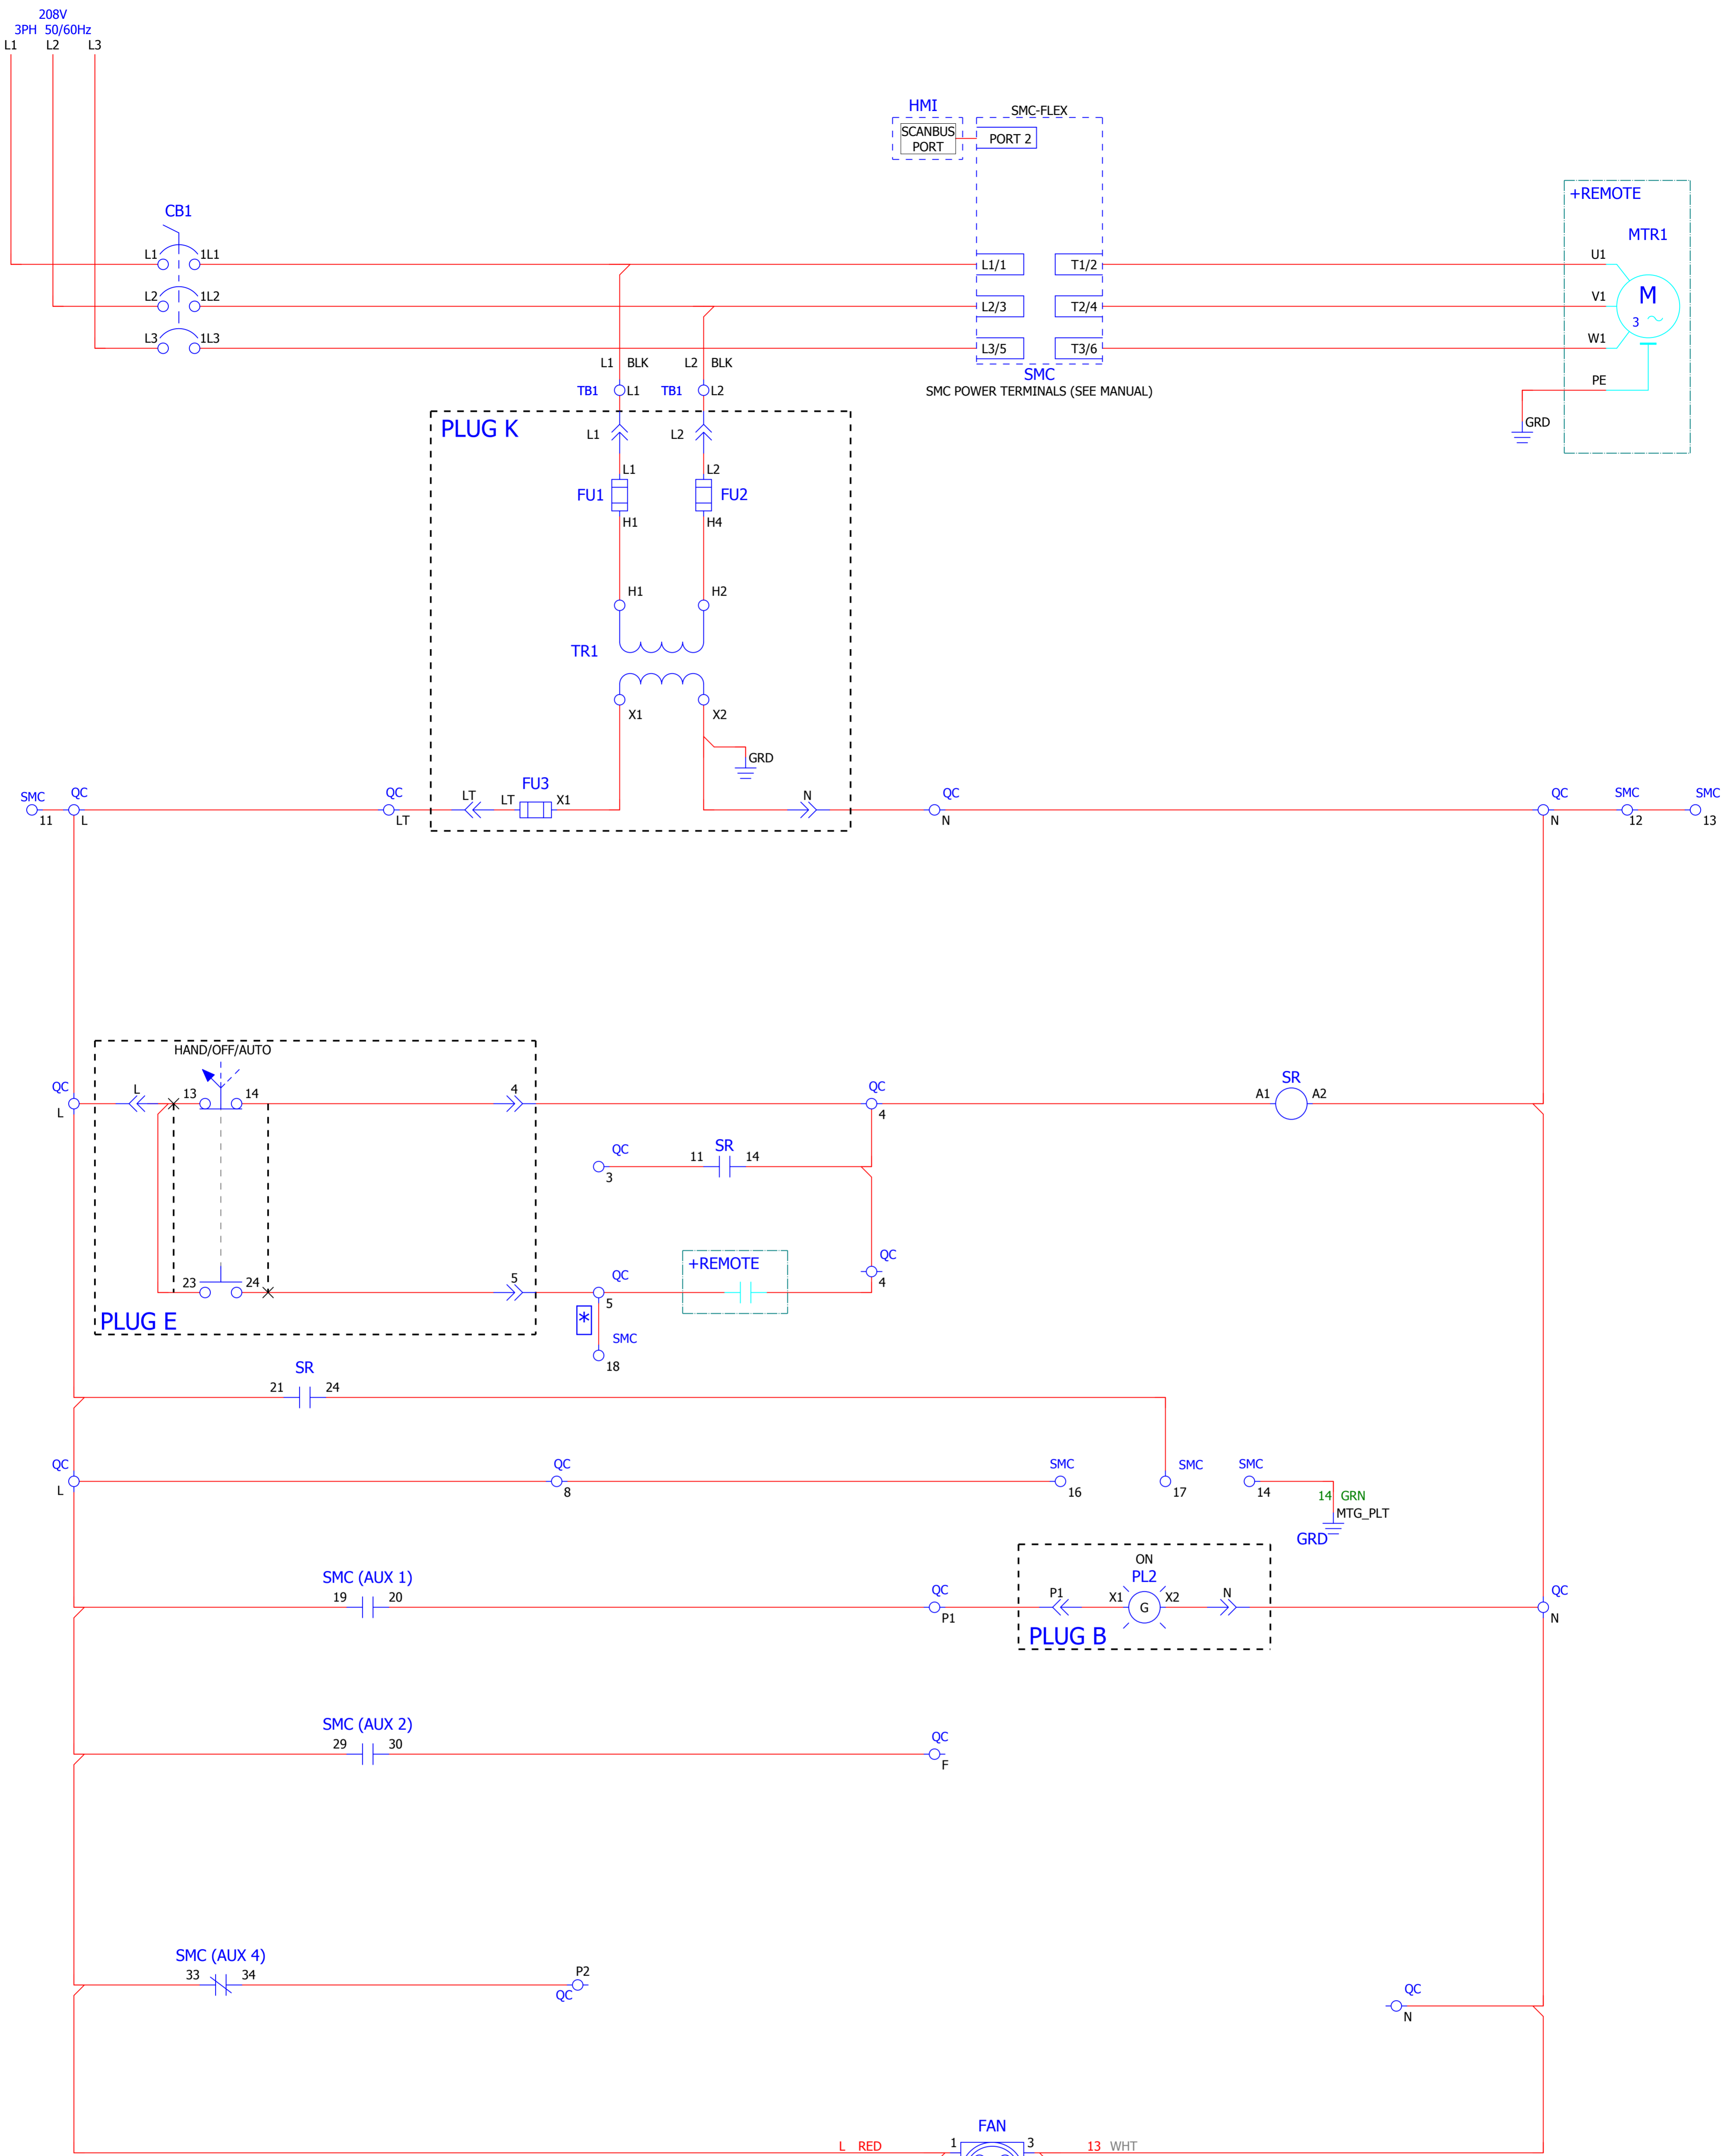 208V
3PH 50/60Hz
L1 L2 L3
HMI
SCANBUS
PORT
SMC-FLEX
PORT 2
+REMOTE
MTR1
CB1
L1 1L1
L1/1 T1/2
U1
L2 1L2
L2/3 T2/4
V1
M
3
L3 1L3
L3/5 T3/6
W1
L1 BLK L2 BLK
SMC
SMC POWER TERMINALS (SEE MANUAL)
PE
GRD
TB1 L1 TB1 L2
PLUG K
L1 L2
L1 L2
FU1 FU2
H1 H4
H1 H2
TR1
X1 X2
GRD
FU3
SMC QC QC LT LT X1 N QC QC SMC SMC
11 L LT N N 12 13
HAND/OFF/AUTO
QC L 13 14 4 QC SR
A1 A2
L 4
QC SR
11 14
3
QC
4
+REMOTE
23 24 5 QC
5
PLUG E
*
SMC
18
SR
21 24
QC QC SMC SMC SMC
L 8 16 17 14
14 GRN
MTG_PLT
GRD
ON
PL2
SMC (AUX 1)
19 20 QC P1 X1 G X2 N QC
P1 N
PLUG B
SMC (AUX 2)
29 30 QC
F
SMC (AUX 4)
33 34 P2
QC
QC
N
FAN
L RED 1 3 13 WHT